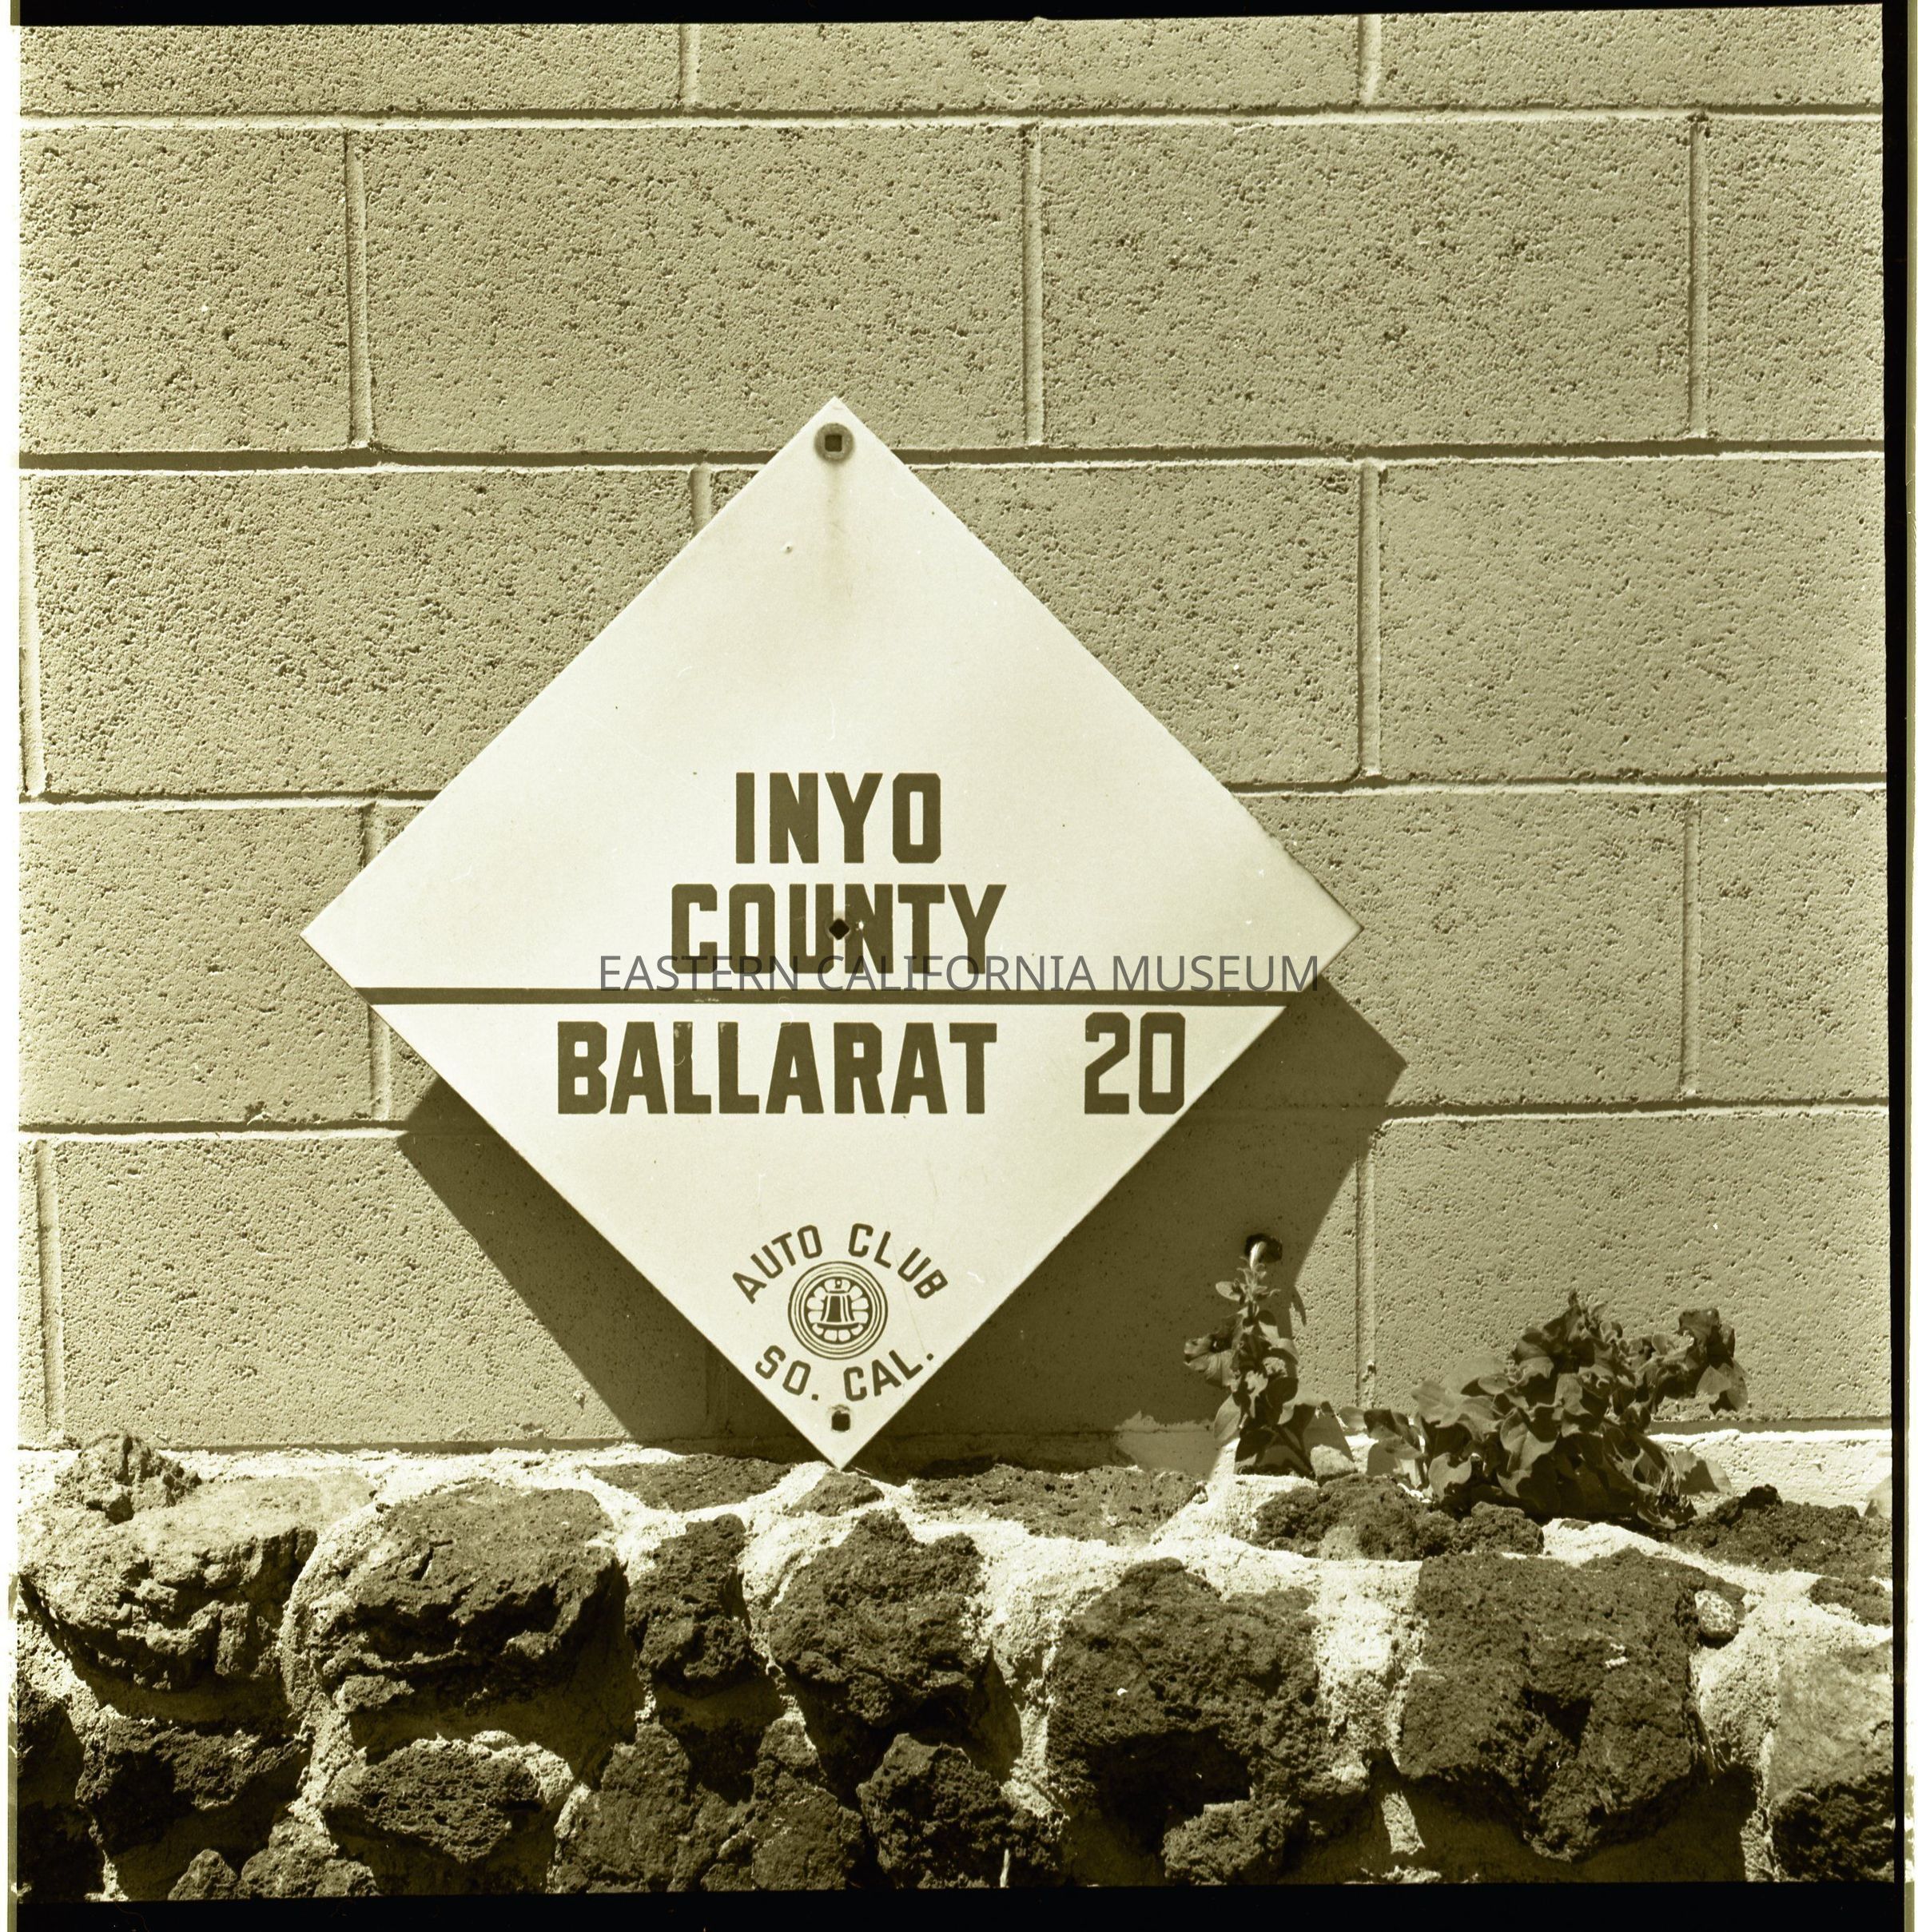 INYO
COUNTY
EASTERN CALIFORNIA MUSEUM
BALLARAT 20
AUTO CLUB
SO. CAL.